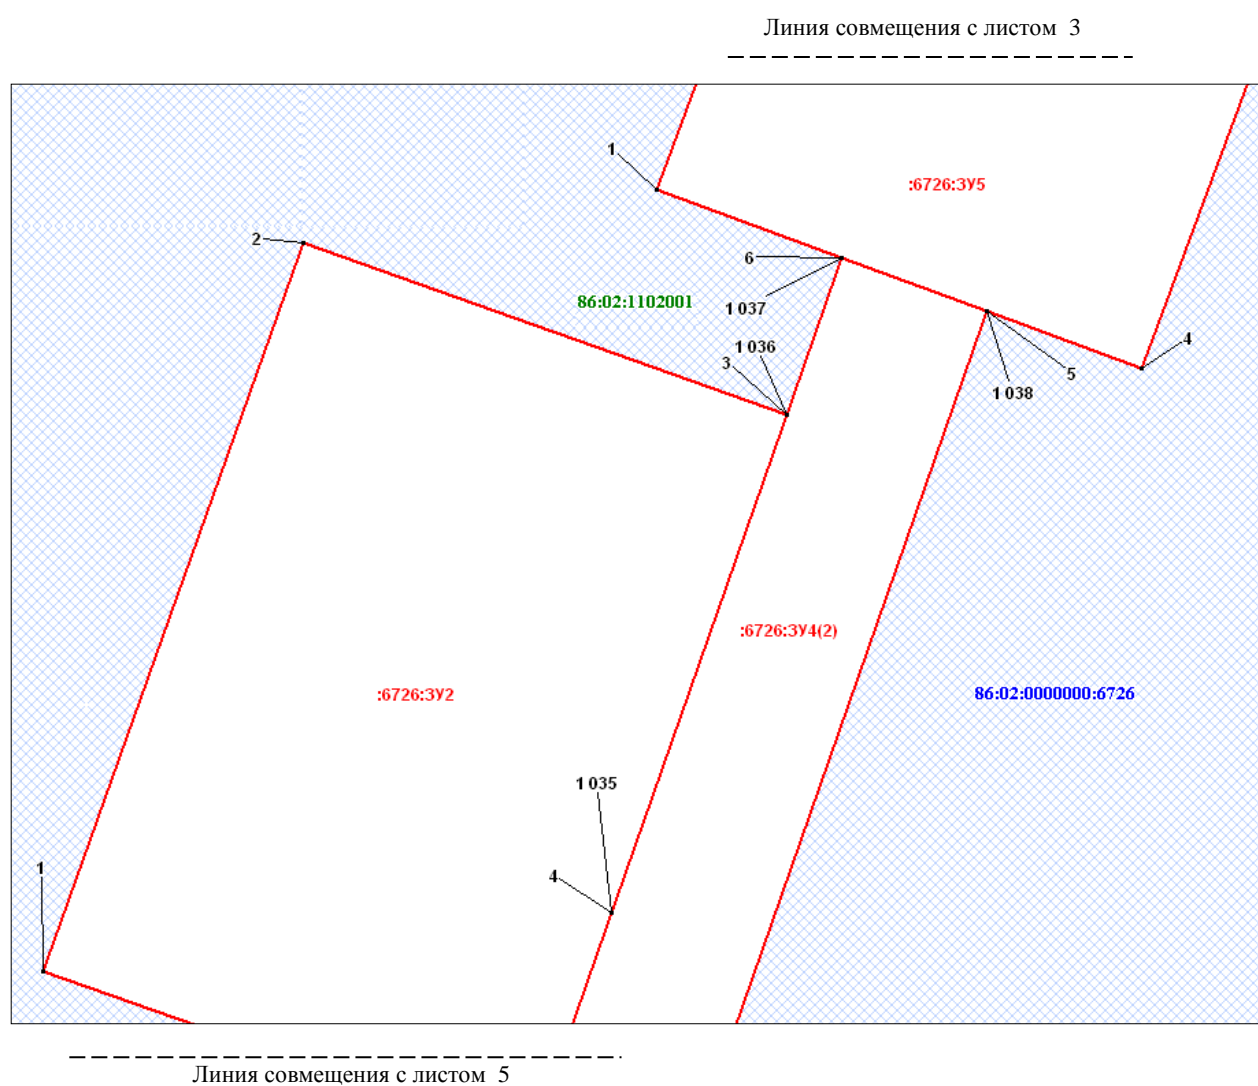 Линия совмещения с листом 3
1
:6726:ЗУ5
2
6
86:02:1102001
1 037
1 036
3
4
5
1 038
:6726:ЗУ4(2)
:6726:ЗУ2
86:02:0000000:6726
1 035
1
4
Линия совмещения с листом 5